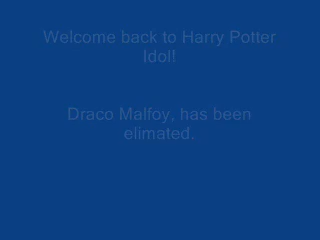 Welcome back to Harry Potter
Idol!
Draco Malfoy, has been
elimated.